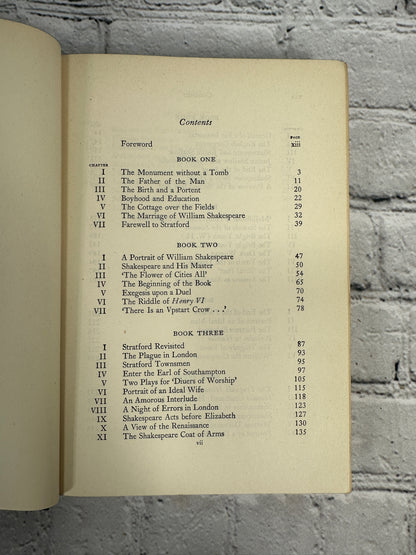 Contents
PAGE
Foreword xiii
BOOK ONE
CHAPTER
I The Monument without a Tomb 3
II The Father of the Man 11
III The Birth and a Portent 20
IV Boyhood and Education 22
V The Cottage over the Fields 29
VI The Marriage of William Shakespeare 32
VII Farewell to Stratford 39
BOOK TWO
I A Portrait of William Shakespeare 47
II Shakespeare and His Master 50
III 'The Flower of Cities All' 54
IV The Beginning of the Book 65
V Exegesis upon a Duel 70
VI The Riddle of Henry VI 74
VII 'There Is an Vpstart Crow . . .' 78
BOOK THREE
I Stratford Revisited 87
II The Plague in London 93
III Stratford Townsmen 95
IV Enter the Earl of Southampton 97
V Two Plays for 'Diuers of Worship' 105
VI Portrait of an Ideal Wife 115
VII An Amorous Interlude 118
VIII A Night of Errors in London 123
IX Shakespeare Acts before Elizabeth 127
X A View of the Renaissance 130
XI The Shakespeare Coat of Arms 135
vii